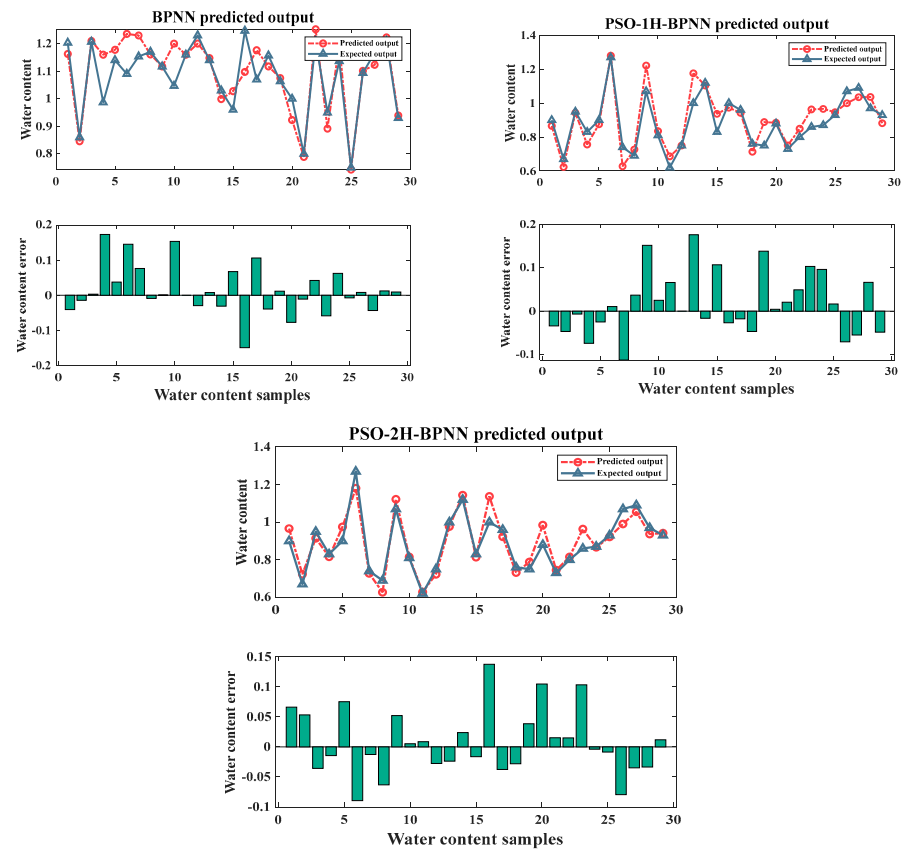 BPNN predicted output
Water content
1.2
1
0.8
0 5 10 15 20 25 30
Predicted output
Expected output
Water content error
0.2
0.1
0
-0.1
-0.2
0 5 10 15 20 25 30
Water content samples
PSO-1H-BPNN predicted output
Water content
1.4
1.2
1
0.8
0.6
0 5 10 15 20 25 30
Predicted output
Expected output
Water content error
0.2
0.1
0
-0.1
0 5 10 15 20 25 30
Water content samples
PSO-2H-BPNN predicted output
Water content
1.4
1.2
1
0.8
0.6
0 5 10 15 20 25 30
Predicted output
Expected output
Water content error
0.15
0.1
0.05
0
-0.05
-0.1
0 5 10 15 20 25 30
Water content samples